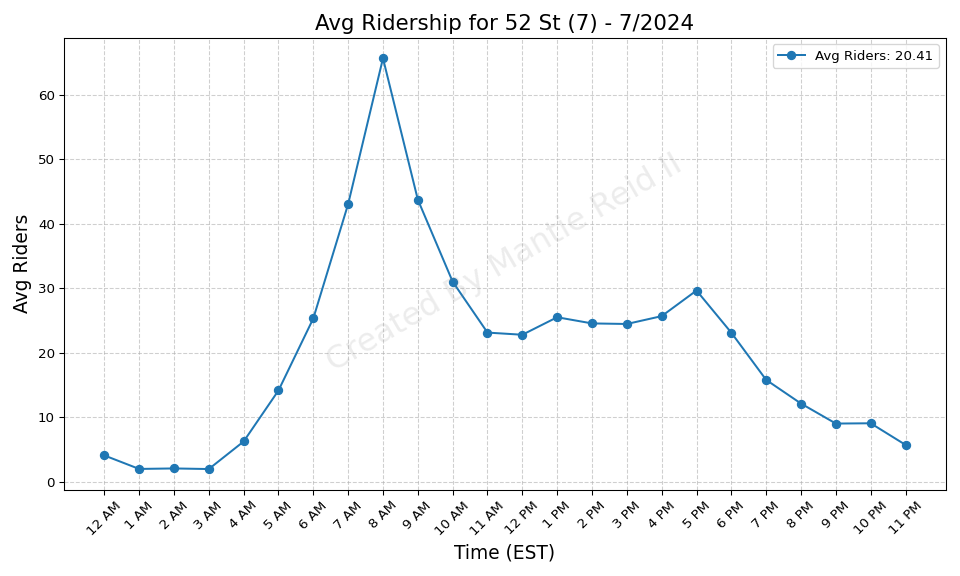 Avg Ridership for 52 St (7) - 7/2024
Avg Riders: 20.41
Created By Mantie Reid II
Avg Riders
60
50
40
30
20
10
0
12 AM 1 AM 2 AM 3 AM 4 AM 5 AM 6 AM 7 AM 8 AM 9 AM 10 AM 11 AM 12 PM 1 PM 2 PM 3 PM 4 PM 5 PM 6 PM 7 PM 8 PM 9 PM 10 PM 11 PM
Time (EST)